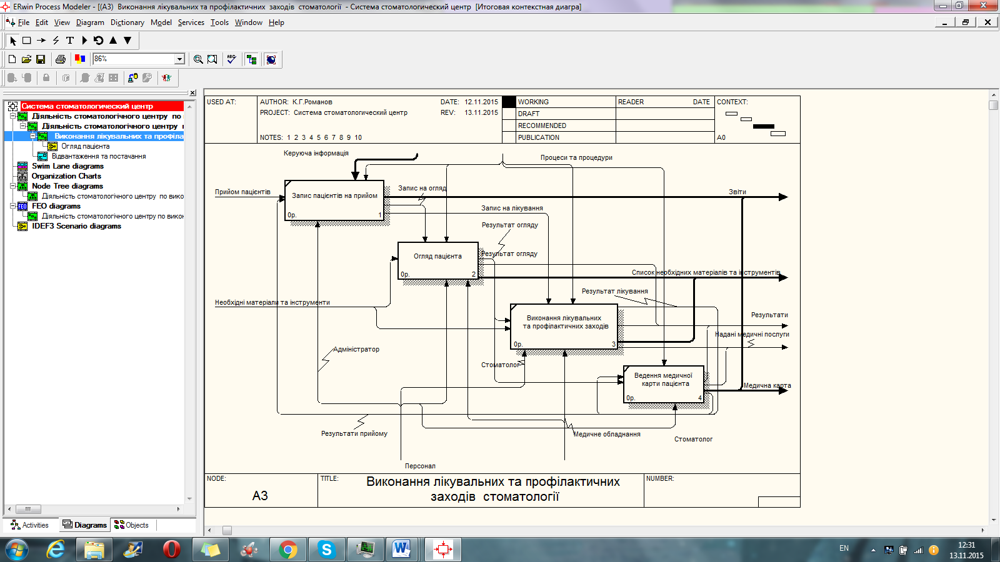 ERwin Process Modeler - [(A3) Виконання лікувальних та профілактичних заходів стоматології - Система стоматологический центр [Итоговая контекстная диагра]
File Edit View Diagram Dictionary Model Services Tools Window Help
86%
Система стоматологический центр
Діяльність стоматологічного центру по
Діяльність стоматологічного центру
Виконання лікувальних та профіла
Огляд пацієнта
Відвантаження та постачання
Swim Lane diagrams
Organization Charts
Node Tree diagrams
Діяльність стоматологічного центру по вико
FEO diagrams
Діяльність стоматологічного центру по викон
IDEF3 Scenario diagrams
Activities Diagrams Objects
USED AT:
AUTHOR: К.Г.Романов
DATE: 12.11.2015
PROJECT: Система стоматологический центр
REV: 13.11.2015
NOTES: 1 2 3 4 5 6 7 8 9 10
WORKING
DRAFT
RECOMMENDED
PUBLICATION
READER DATE
CONTEXT:
A0
Керуюча інформація
Процеси та процедури
Прийом пацієнтів
Запис пацієнтів на прийом
0р. 1
Запис на огляд
Звіти
Запис на лікування
Результат огляду
Огляд пацієнта
0р. 2
Результат огляду
Список необхідних матеріалів та інструментів
Результат лікування
Необхідні матеріали та інструменти
Виконання лікувальних
та профілактичних заходів
0р. 3
Результати
Надані медичні послуги
Адміністратор
Стоматолог
Ведення медичної
карти пацієнта
0р. 4
Медична карта
Результати прийому
Медичне обладнання
Стоматолог
Персонал
NODE:
A3
TITLE:
Виконання лікувальних та профілактичних
заходів стоматології
NUMBER:
EN
12:31
13.11.2015